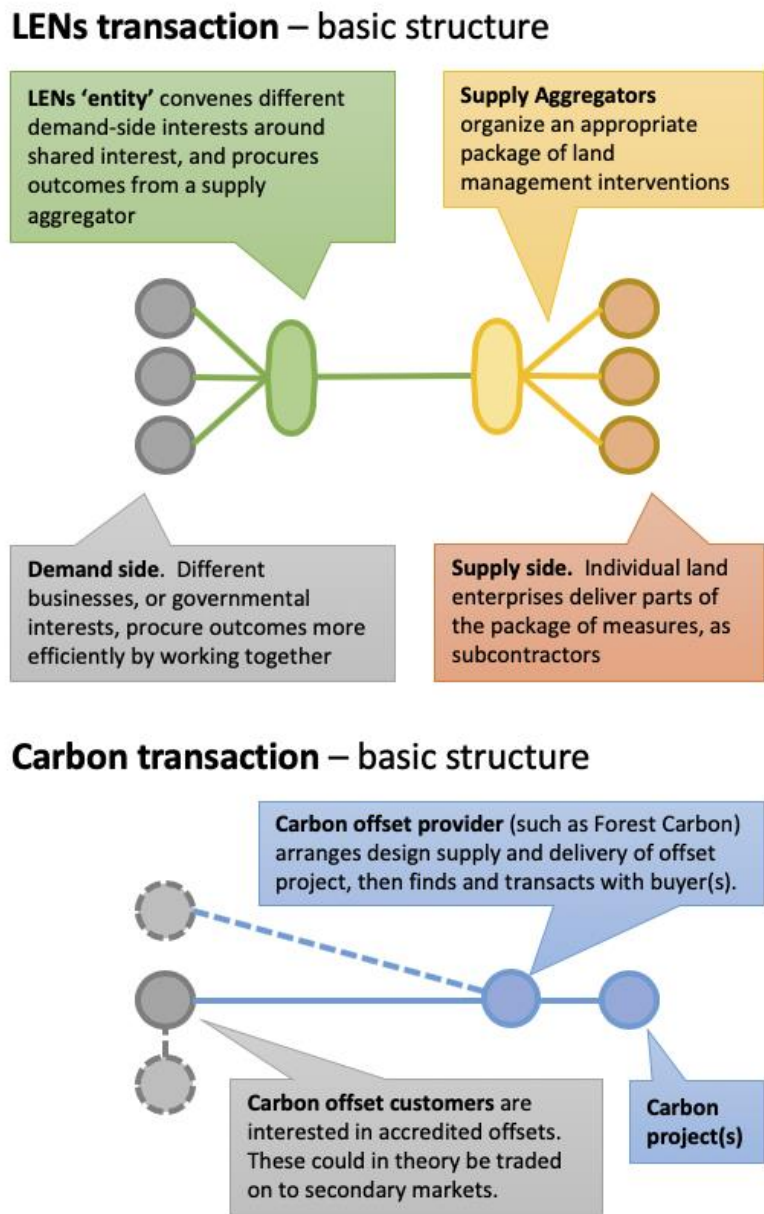 LENs transaction – basic structure
LENs ‘entity’ convenes different
demand-side interests around
shared interest, and procures
outcomes from a supply
aggregator
Supply Aggregators
organize an appropriate
package of land
management interventions
Demand side.  Different
businesses, or governmental
interests, procure outcomes more
efficiently by working together
Supply side.  Individual land
enterprises deliver parts of
the package of measures, as
subcontractors
Carbon transaction – basic structure
Carbon offset provider (such as Forest Carbon)
arranges design supply and delivery of offset
project, then finds and transacts with buyer(s).
Carbon offset customers are
interested in accredited offsets.
These could in theory be traded
on to secondary markets.
Carbon
project(s)